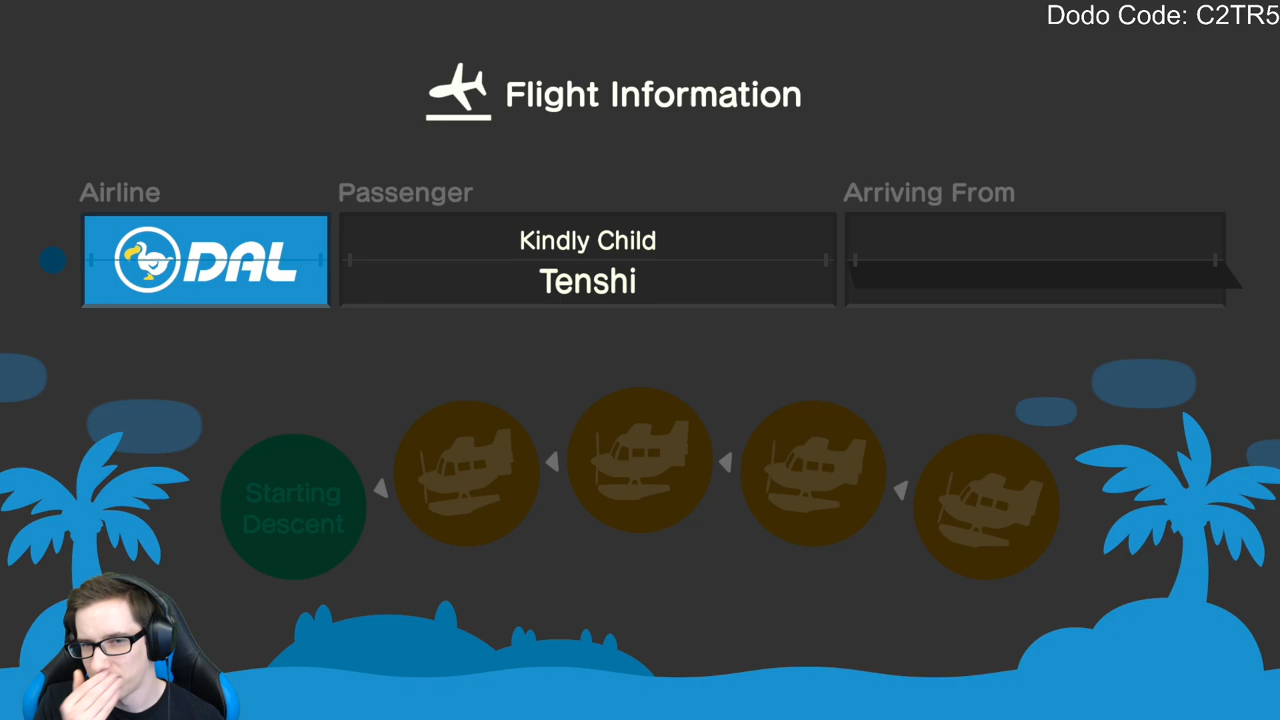 Dodo Code: C2TR5
Flight Information
Airline
Passenger
Arriving From
DAL
Kindly Child
Tenshi
Starting
Descent